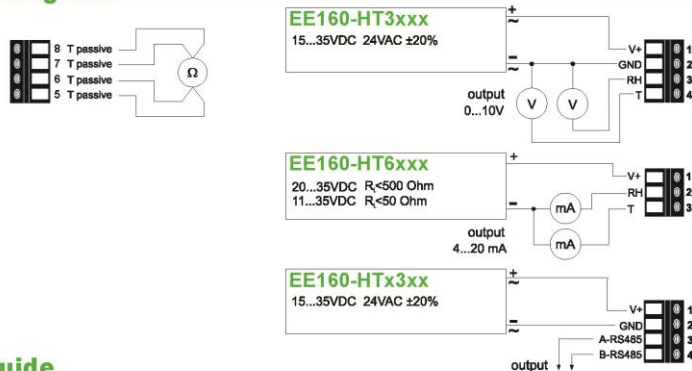 8 T passive
7 T passive
6 T passive
5 T passive
Ω
EE160-HT3xxx
15...35VDC 24VAC ±20%
+
~
–
~
output
0...10V
V
V
V+ 1
GND 2
RH 3
T 4
EE160-HT6xxx
20...35VDC RL<500 Ohm
11...35VDC RL<50 Ohm
+
–
output
4...20 mA
mA
mA
V+ 1
RH 2
T 3
EE160-HTx3xx
15...35VDC 24VAC ±20%
+
~
–
~
output
V+ 1
GND 2
A-RS485 3
B-RS485 4
uide